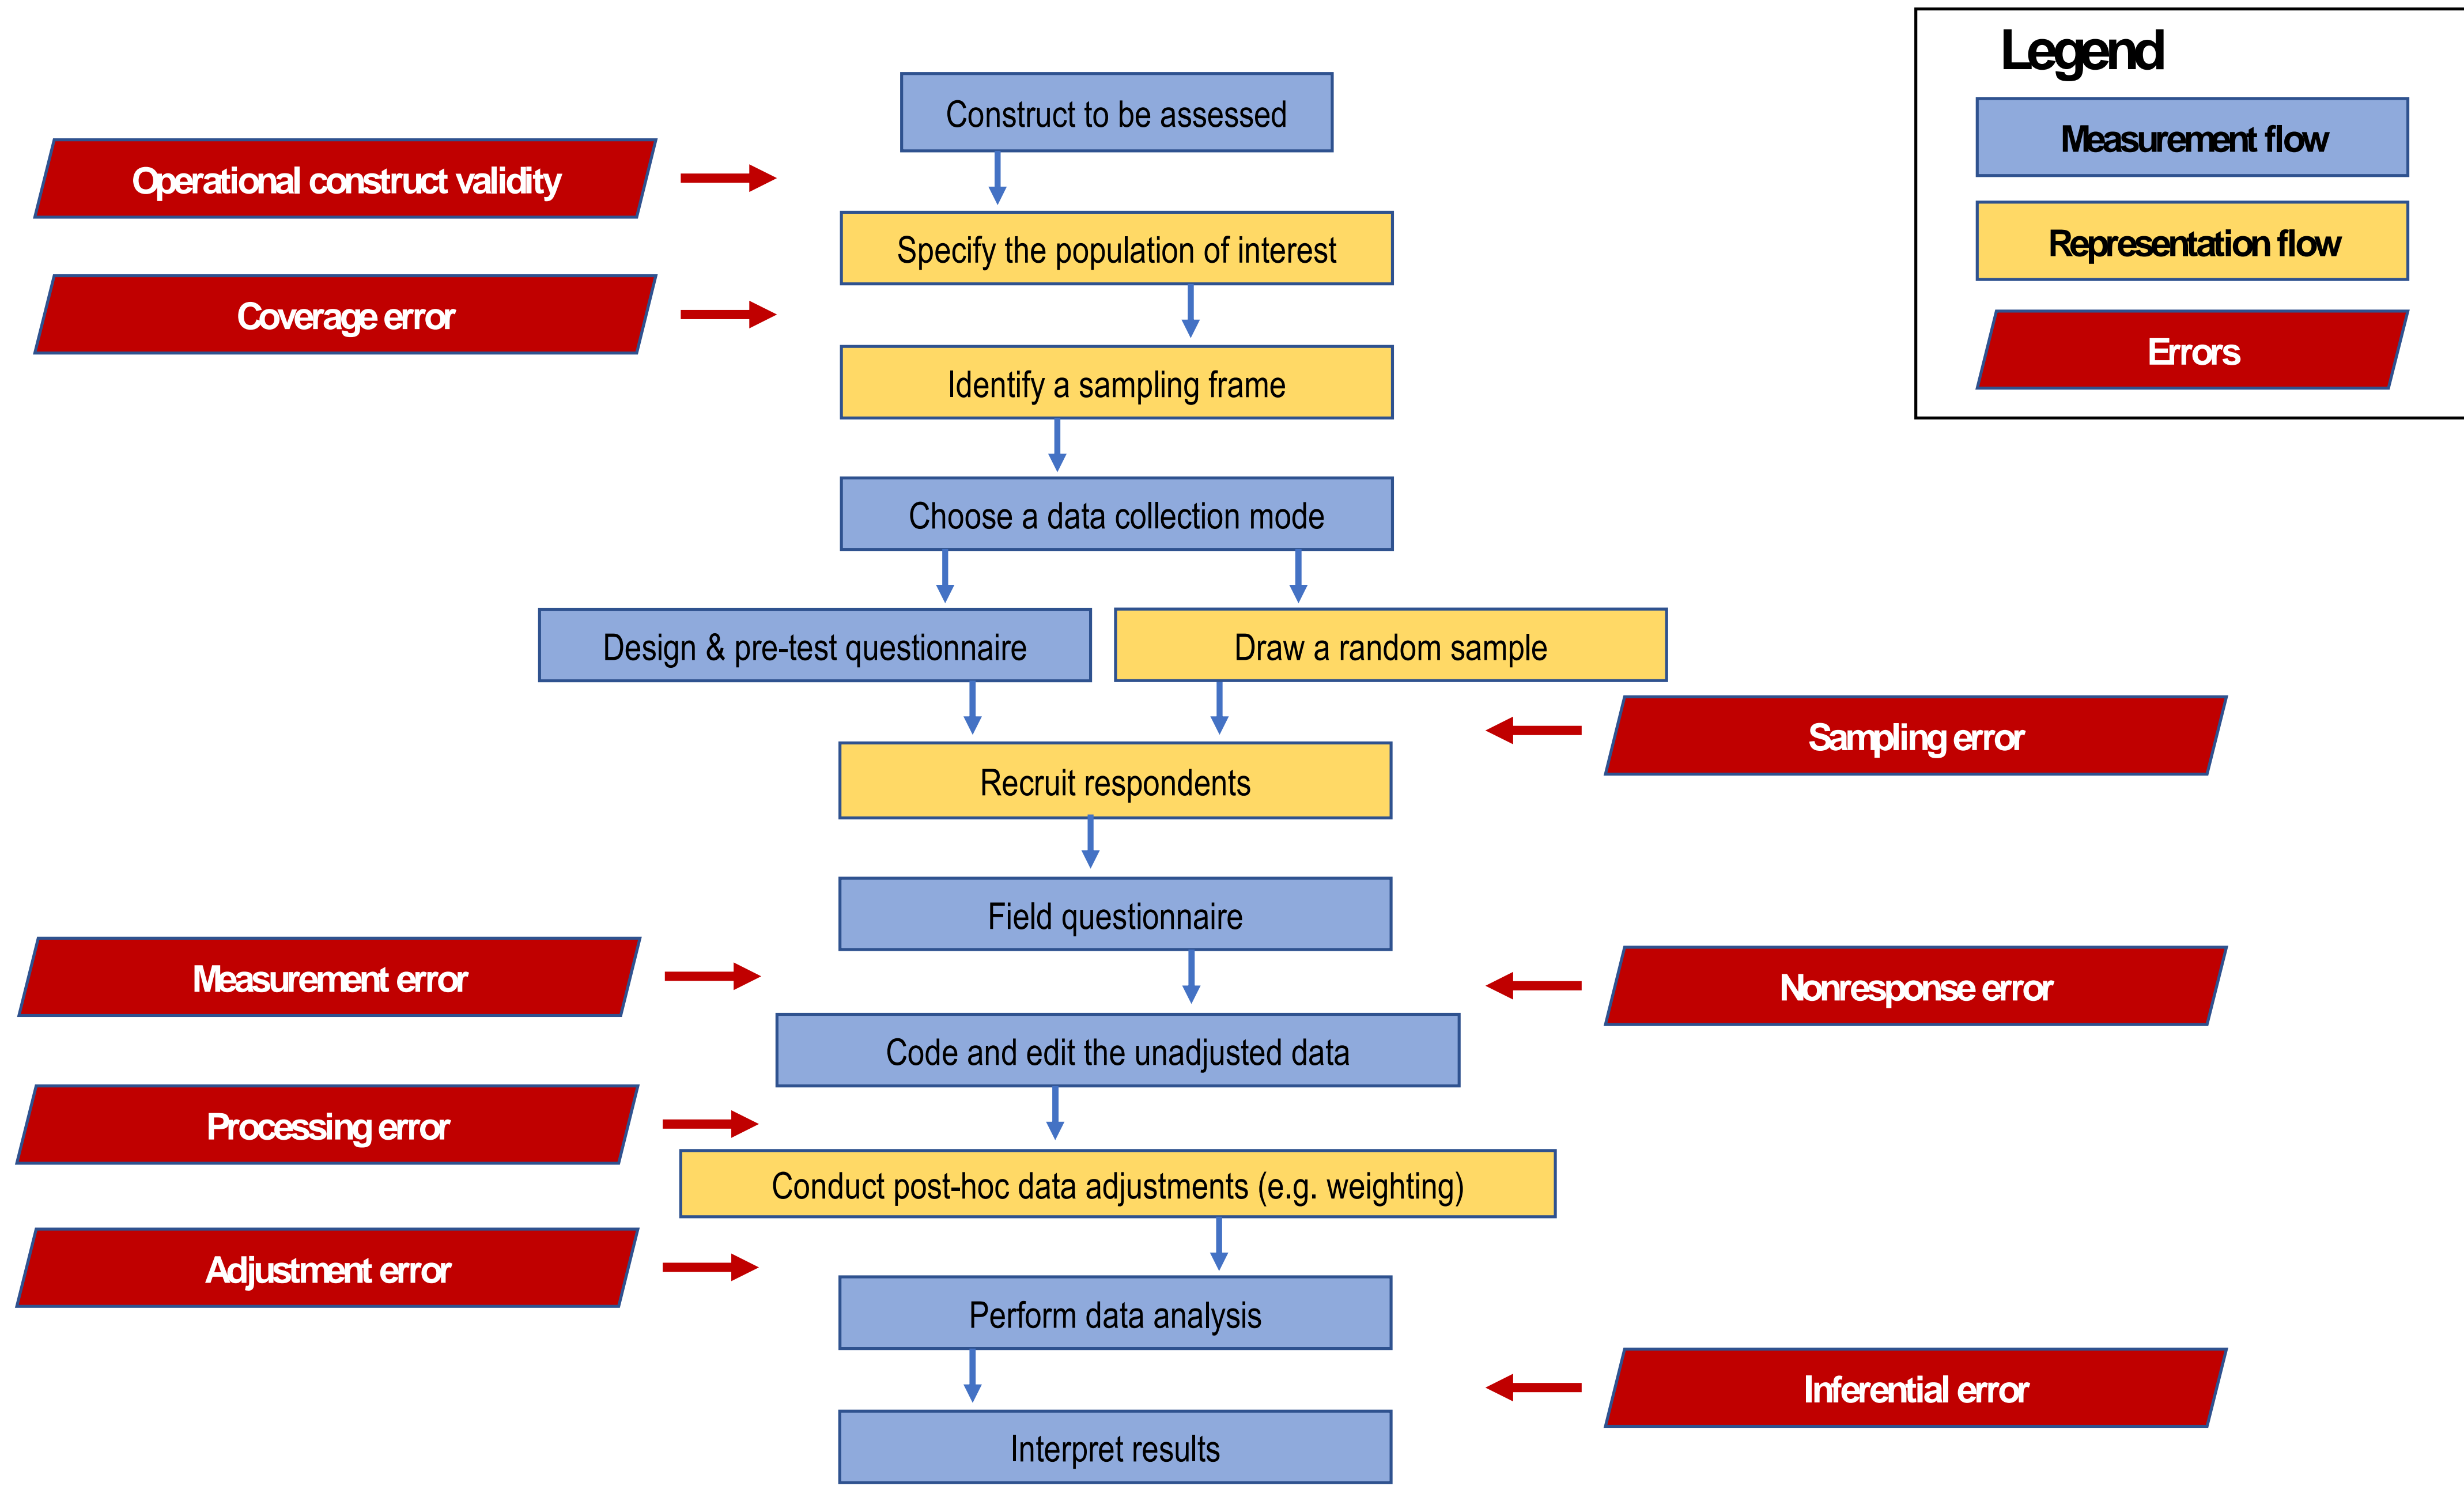 Legend
Measurement flow
Representation flow
Errors
Construct to be assessed
Operational construct validity
Specify the population of interest
Coverage error
Identify a sampling frame
Choose a data collection mode
Design & pre-test questionnaire
Draw a random sample
Sampling error
Recruit respondents
Field questionnaire
Measurement error
Nonresponse error
Code and edit the unadjusted data
Processing error
Conduct post-hoc data adjustments (e.g. weighting)
Adjustment error
Perform data analysis
Inferential error
Interpret results